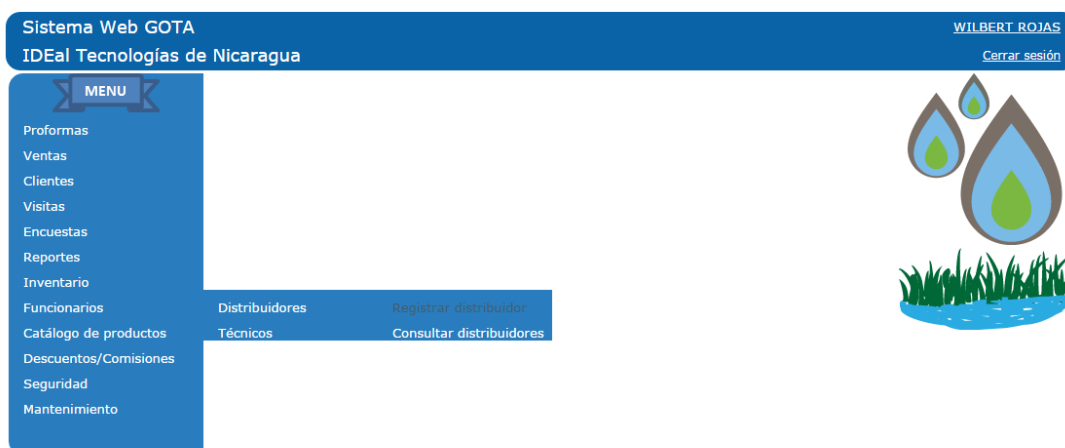 Sistema Web GOTA
WILBERT ROJAS
IDEal Tecnologías de Nicaragua
Cerrar sesión
MENU
Proformas
Ventas
Clientes
Visitas
Encuestas
Reportes
Inventario
Funcionarios
Distribuidores
Registrar distribuidor
Catálogo de productos
Técnicos
Consultar distribuidores
Descuentos/Comisiones
Seguridad
Mantenimiento